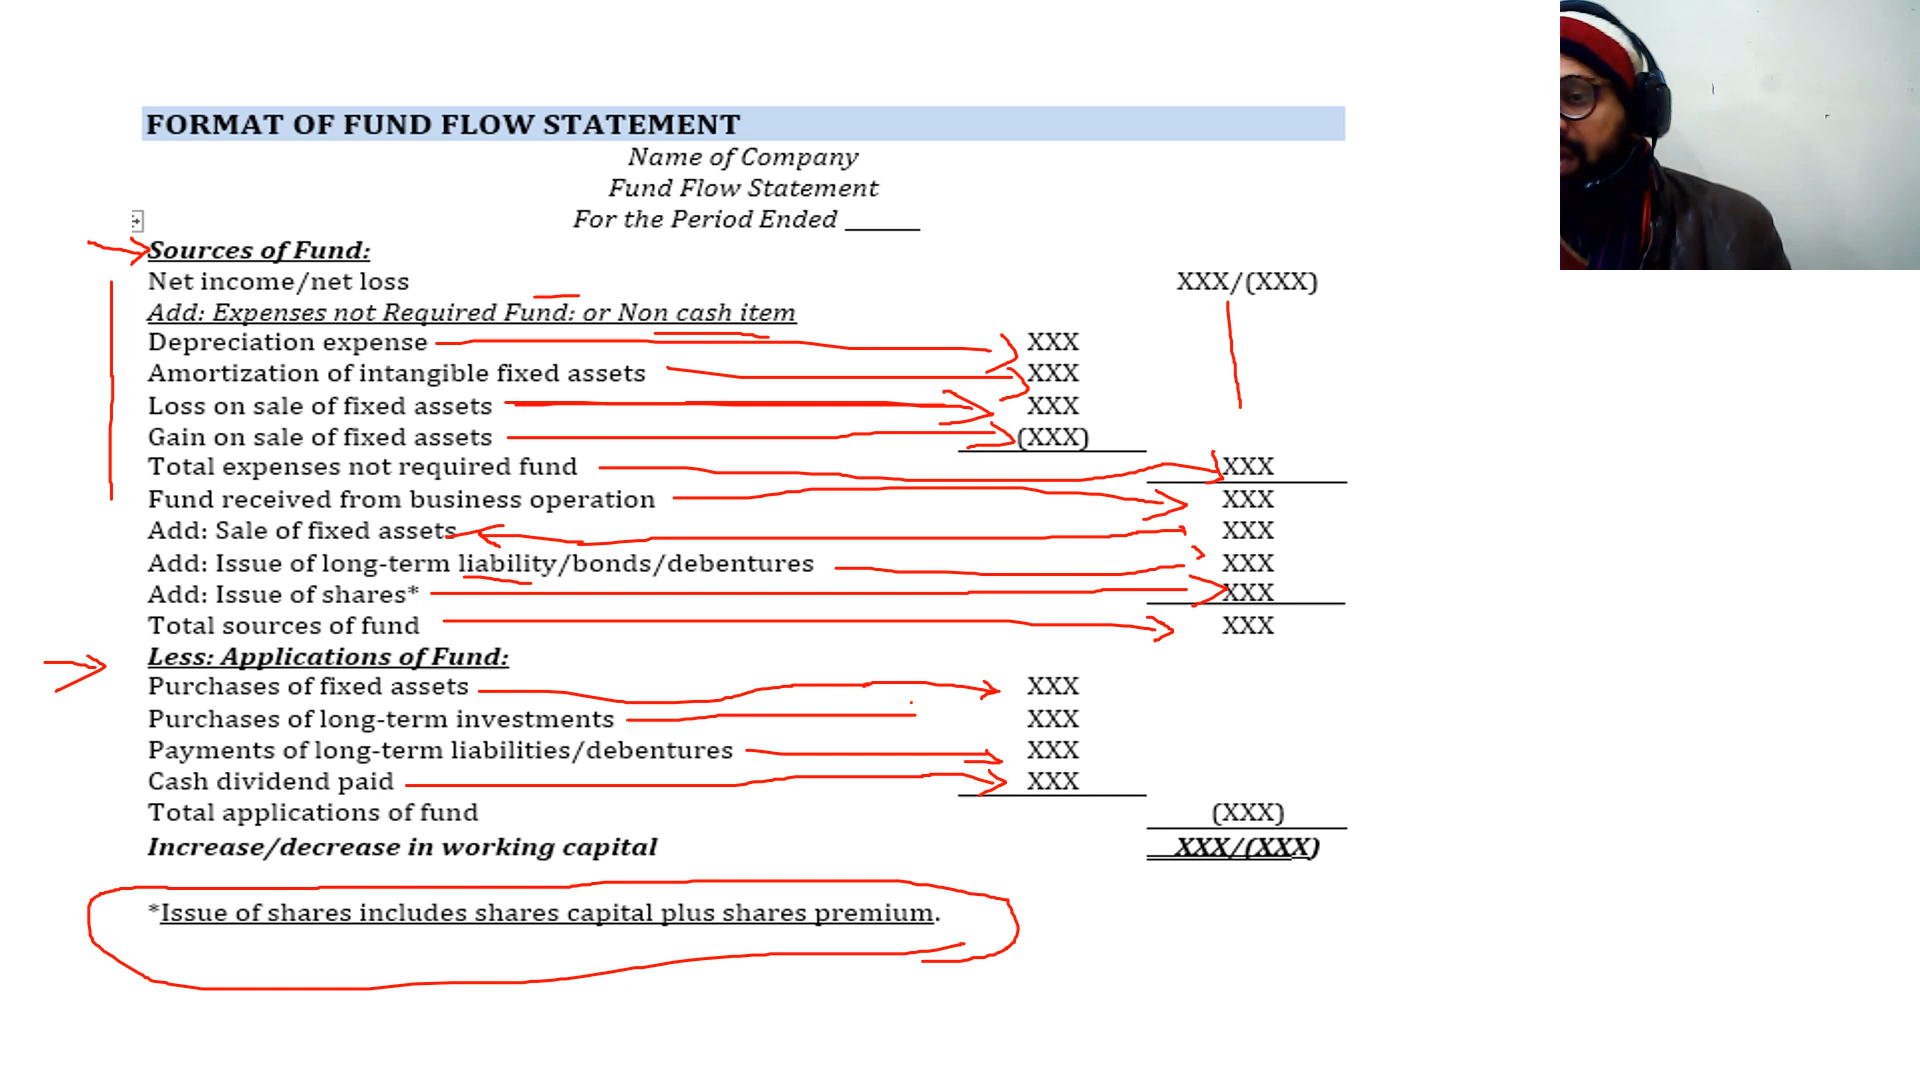 FORMAT OF FUND FLOW STATEMENT
Name of Company
Fund Flow Statement
For the Period Ended ______
Sources of Fund:
Net income/net loss XXX/(XXX)
Add: Expenses not Required Fund: or Non cash item
Depreciation expense XXX
Amortization of intangible fixed assets XXX
Loss on sale of fixed assets XXX
Gain on sale of fixed assets (XXX)
Total expenses not required fund XXX
Fund received from business operation XXX
Add: Sale of fixed assets XXX
Add: Issue of long-term liability/bonds/debentures XXX
Add: Issue of shares* XXX
Total sources of fund XXX
Less: Applications of Fund:
Purchases of fixed assets XXX
Purchases of long-term investments XXX
Payments of long-term liabilities/debentures XXX
Cash dividend paid XXX
Total applications of fund (XXX)
Increase/decrease in working capital XXX/(XXX)
*Issue of shares includes shares capital plus shares premium.